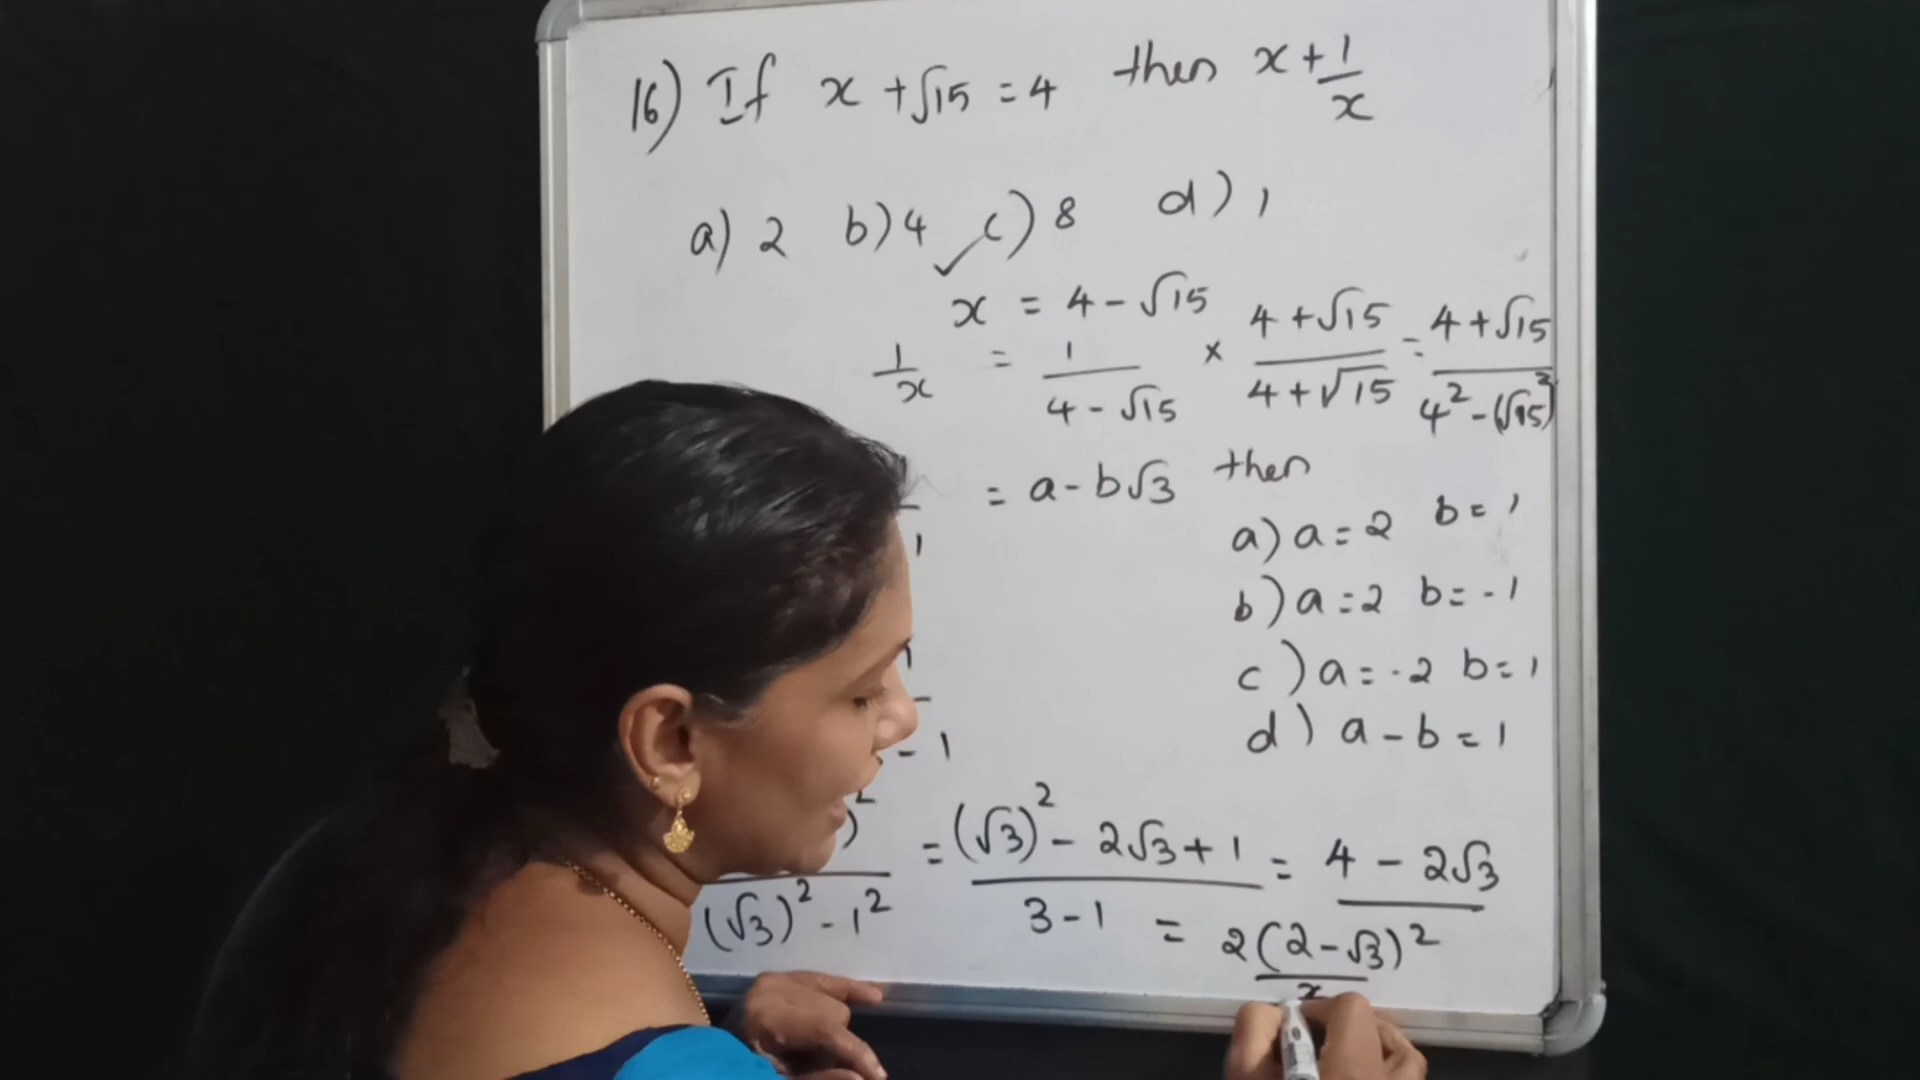 16) If x + √15 = 4 then x + 1/x
a) 2 b) 4 ✓c) 8 d) 1
x = 4 - √15
1/x = 1/(4 - √15) × (4 + √15)/(4 + √15) = (4 + √15)/(4² - (√15)²)
= a - b√3 then
a) a = 2 b = 1
b) a = 2 b = -1
c) a = -2 b = 1
d) a - b = 1
- 1
)²/((√3)² - 1²) = ((√3)² - 2√3 + 1)/(3 - 1) = 4 - 2√3
= 2(2 - √3)²